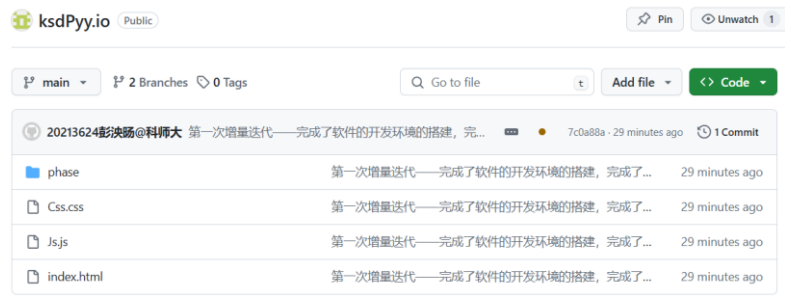 ksdPyy.io Public Pin Unwatch 1
main 2 Branches 0 Tags Go to file t Add file <> Code
20213624彭泱旸@科师大 第一次增量迭代——完成了软件的开发环境的搭建，完... 7c0a88a · 29 minutes ago 1 Commit
phase 第一次增量迭代——完成了软件的开发环境的搭建，完成了... 29 minutes ago
Css.css 第一次增量迭代——完成了软件的开发环境的搭建，完成了... 29 minutes ago
Js.js 第一次增量迭代——完成了软件的开发环境的搭建，完成了... 29 minutes ago
index.html 第一次增量迭代——完成了软件的开发环境的搭建，完成了... 29 minutes ago